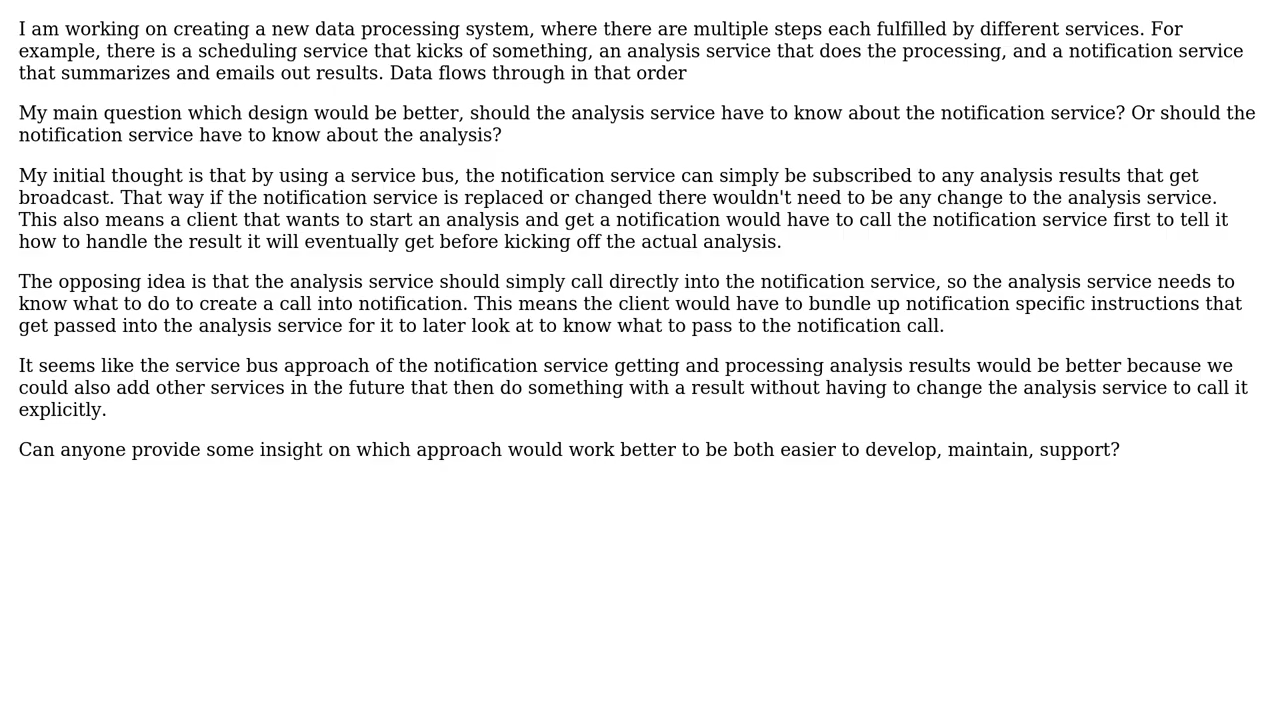 I am working on creating a new data processing system, where there are multiple steps each fulfilled by different services. For
example, there is a scheduling service that kicks of something, an analysis service that does the processing, and a notification service
that summarizes and emails out results. Data flows through in that order
My main question which design would be better, should the analysis service have to know about the notification service? Or should the
notification service have to know about the analysis?
My initial thought is that by using a service bus, the notification service can simply be subscribed to any analysis results that get
broadcast. That way if the notification service is replaced or changed there wouldn't need to be any change to the analysis service.
This also means a client that wants to start an analysis and get a notification would have to call the notification service first to tell it
how to handle the result it will eventually get before kicking off the actual analysis.
The opposing idea is that the analysis service should simply call directly into the notification service, so the analysis service needs to
know what to do to create a call into notification. This means the client would have to bundle up notification specific instructions that
get passed into the analysis service for it to later look at to know what to pass to the notification call.
It seems like the service bus approach of the notification service getting and processing analysis results would be better because we
could also add other services in the future that then do something with a result without having to change the analysis service to call it
explicitly.
Can anyone provide some insight on which approach would work better to be both easier to develop, maintain, support?